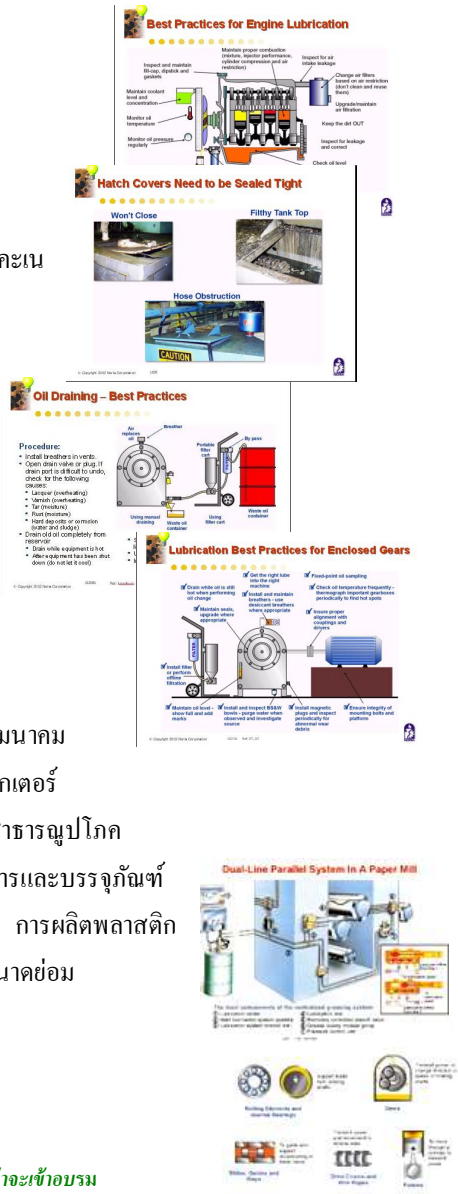 Best Practices for Engine Lubrication
Maintain proper combustion
(mixture, injector performance,
cylinder compression and air
restriction)
Inspect for air
intake leakage
Inspect and maintain
fill-cap, dipstick and
gaskets
Change air filters
based on air restriction
(don't clean and reuse
them)
Maintain coolant
level and
concentration
Upgrade/maintain
air filtration
Monitor oil
temperature
Keep the dirt OUT
Monitor oil pressure
regularly
Inspect for leakage
and correct
Check oil level
Hatch Covers Need to be Sealed Tight
Won't Close
Filthy Tank Top
คะเน
Hose Obstruction
CAUTION
Oil Draining – Best Practices
Procedure:
• Install breathers in vents.
• Open drain valve or plug. If
drain port is difficult to undo,
check for the following
causes:
• Lacquer (overheating)
• Varnish (overheating)
• Tar (moisture)
• Rust (moisture)
• Hard deposits or corrosion
(water and sludge)
• Drain old oil completely from
reservoir
• Drain while equipment is hot
• After equipment has been shut
down (do not let it cool)
Air
replaces
oil
Breather
Portable
filter
cart
By pass
FILTER
Using manual
draining
Waste oil
container
Using
filter cart
Waste oil
container
Lubrication Best Practices for Enclosed Gears
Drain while oil is still
hot when performing
oil change
Get the right lube
into the right
machine
Fixed-point oil sampling
Install and maintain
breathers - use
desiccant breathers
where appropriate
Check oil temperature frequently -
thermograph important gearboxes
periodically to find hot spots
Maintain seals,
upgrade where
appropriate
Insure proper
alignment with
couplings and
drivers
FILTER
Install filter
or perform
offline
filtration
Maintain oil level -
show full and add
marks
Install and inspect BS&W
bowls - purge water when
observed and investigate
source
Install magnetic
plugs and inspect
periodically for
abnormal wear
debris
Ensure integrity of
mounting bolts and
platform
มนาคม
กเตอร์
าธารณูปโภค
ารและบรรจุภัณฑ์
การผลิตพลาสติก
นาดย่อม
Dual-Line Parallel System In A Paper Mill
Gears
จะเข้าอบรม